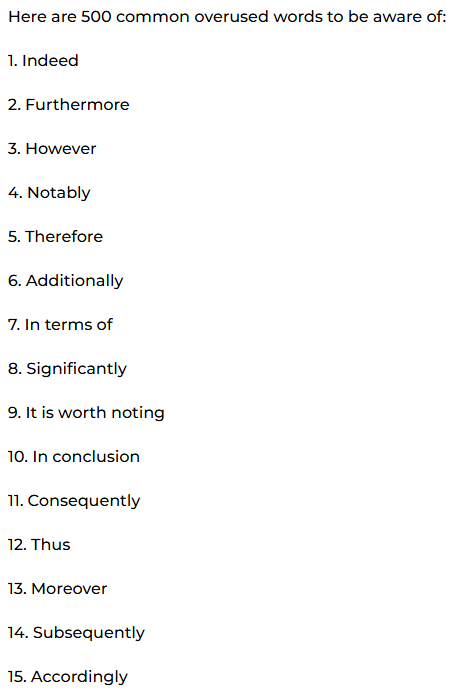 Here are 500 common overused words to be aware of:
1. Indeed
2. Furthermore
3. However
4. Notably
5. Therefore
6. Additionally
7. In terms of
8. Significantly
9. It is worth noting
10. In conclusion
11. Consequently
12. Thus
13. Moreover
14. Subsequently
15. Accordingly